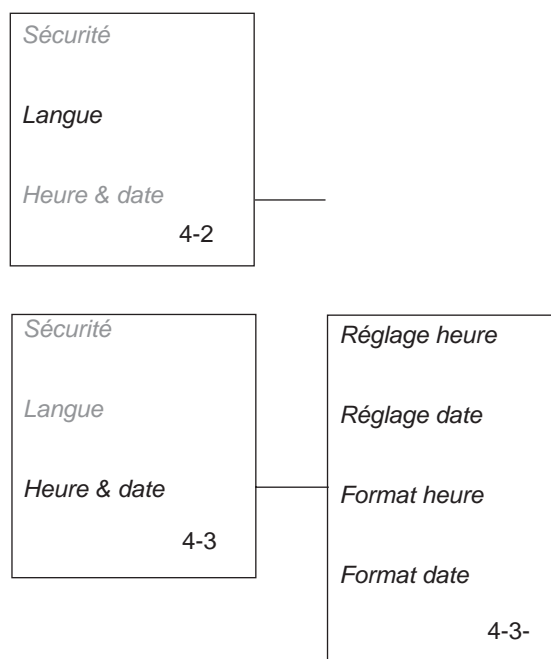 Sécurité
Langue
Heure & date
4-2
Sécurité
Langue
Heure & date
4-3
Réglage heure
Réglage date
Format heure
Format date
4-3-